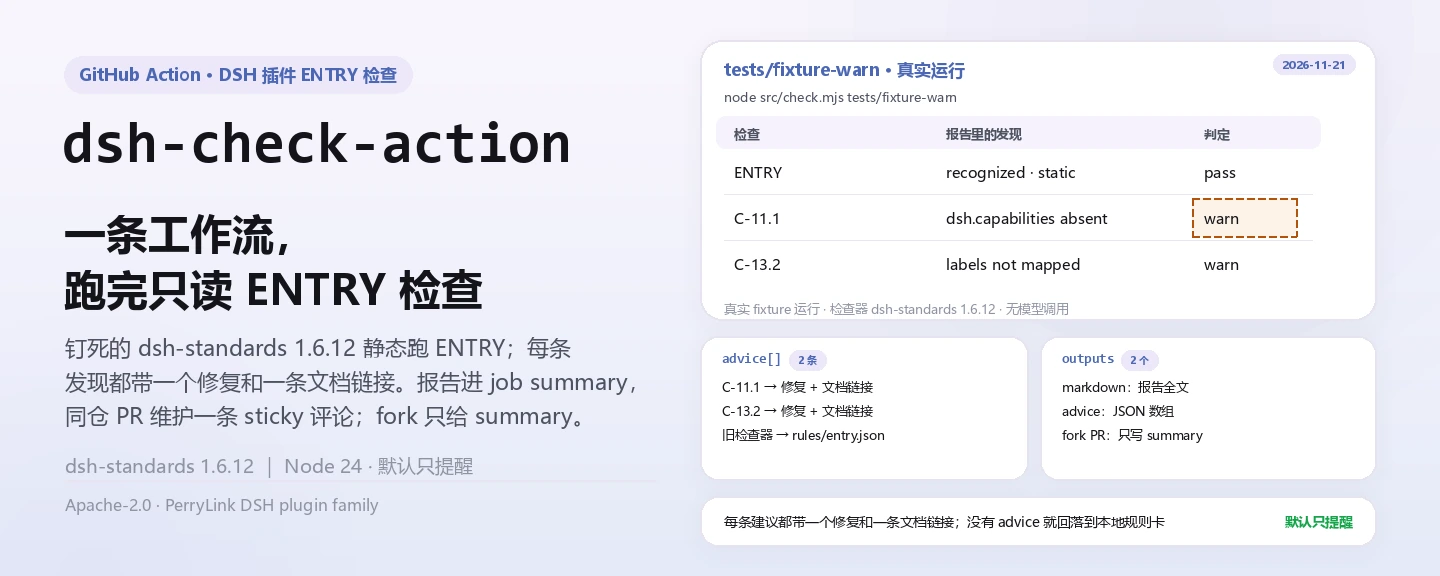 GitHub Action • DSH 插件 ENTRY 检查
dsh-check-action
一条工作流，
跑完只读 ENTRY 检查
钉死的 dsh-standards 1.6.12 静态跑 ENTRY；每条
发现都带一个修复和一条文档链接。报告进 job summary，
同仓 PR 维护一条 sticky 评论；fork 只给 summary。
dsh-standards 1.6.12 | Node 24 · 默认只提醒
Apache-2.0 · PerryLink DSH plugin family
tests/fixture-warn • 真实运行
2026-11-21
node src/check.mjs tests/fixture-warn
检查 报告里的发现 判定
ENTRY recognized · static pass
C-11.1 dsh.capabilities absent warn
C-13.2 labels not mapped warn
真实 fixture 运行 · 检查器 dsh-standards 1.6.12 · 无模型调用
advice[] 2 条
C-11.1 → 修复 + 文档链接
C-13.2 → 修复 + 文档链接
旧检查器 → rules/entry.json
outputs 2 个
markdown：报告全文
advice：JSON 数组
fork PR：只写 summary
每条建议都带一个修复和一条文档链接；没有 advice 就回落到本地规则卡
默认只提醒